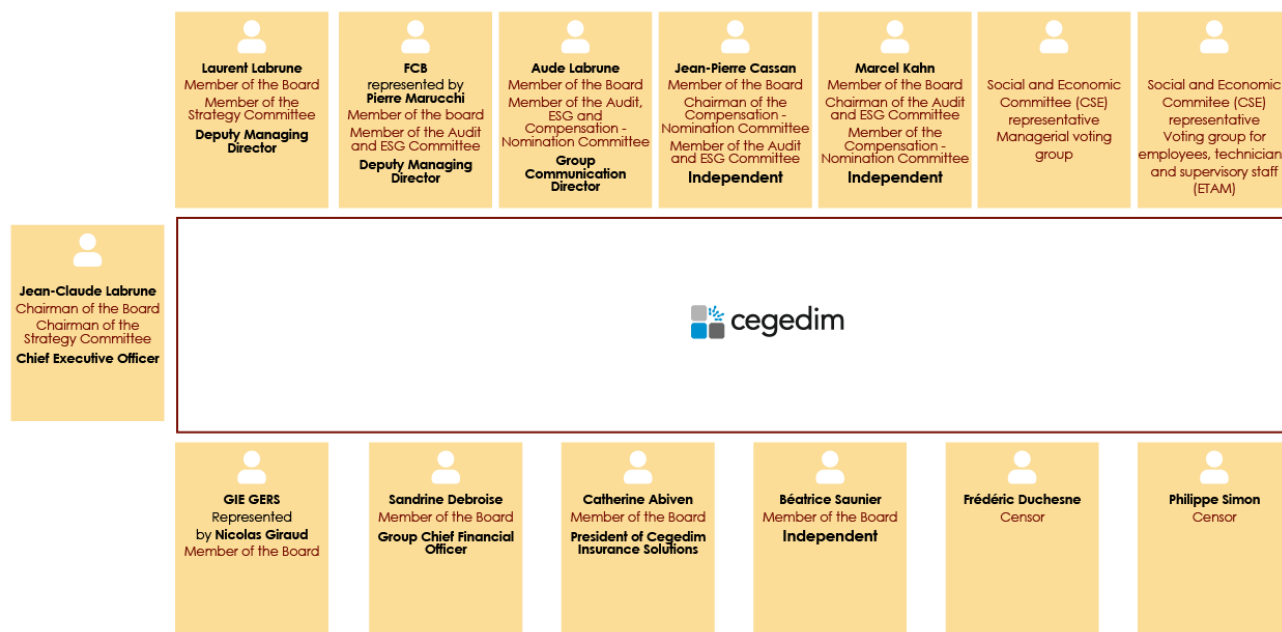 Laurent Labrune
Member of the Board
Member of the
Strategy Committee
Deputy Managing
Director
FCB
represented by
Pierre Marucchi
Member of the board
Member of the Audit
and ESG Committee
Deputy Managing
Director
Aude Labrune
Member of the Board
Member of the Audit,
ESG and
Compensation -
Nomination Committee
Group
Communication
Director
Jean-Pierre Cassan
Member of the Board
Chairman of the
Compensation -
Nomination Committee
Member of the Audit
and ESG Committee
Independent
Marcel Kahn
Member of the Board
Chairman of the Audit
and ESG Committee
Member of the
Compensation -
Nomination Committee
Independent
Social and Economic
Committee (CSE)
representative
Managerial voting
group
Social and Economic
Commitee (CSE)
representative
Voting group for
employees, technician
and supervisory staff
(ETAM)
Jean-Claude Labrune
Chairman of the Board
Chairman of the
Strategy Committee
Chief Executive Officer
cegedim
GIE GERS
Represented
by Nicolas Giraud
Member of the Board
Sandrine Debroise
Member of the Board
Group Chief Financial
Officer
Catherine Abiven
Member of the Board
President of Cegedim
Insurance Solutions
Béatrice Saunier
Member of the Board
Independent
Frédéric Duchesne
Censor
Philippe Simon
Censor